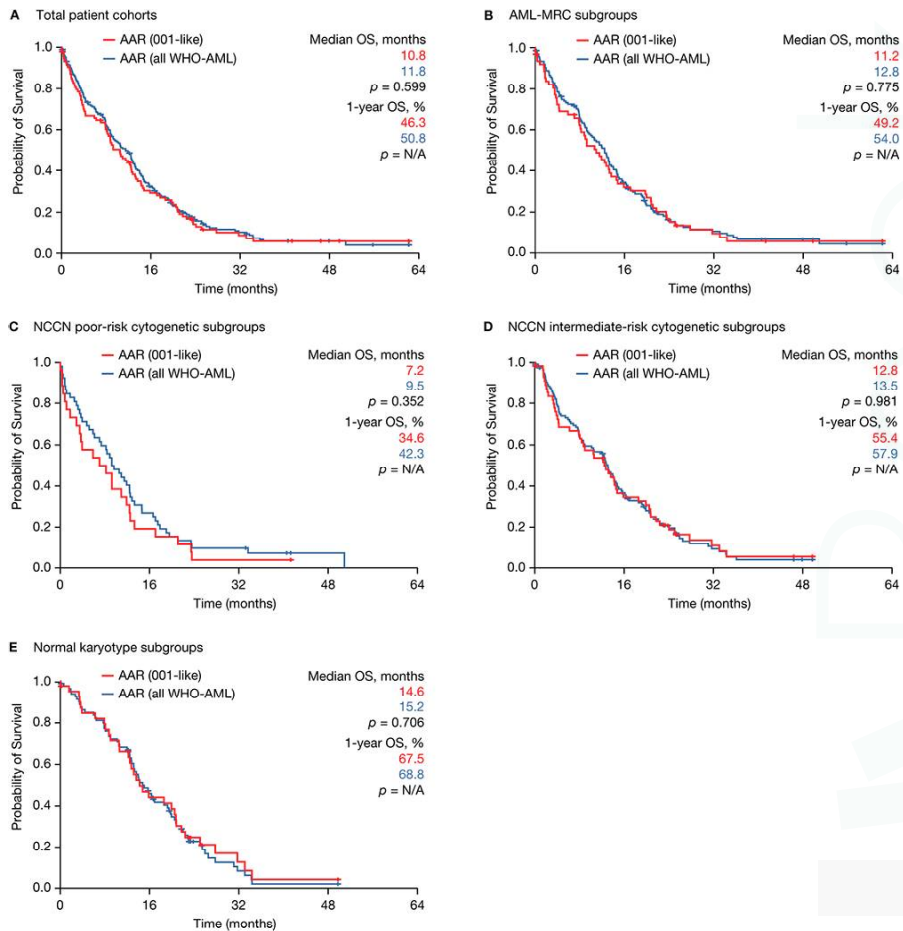 A Total patient cohorts
AAR (001-like)
AAR (all WHO-AML)
Median OS, months
10.8
11.8
p = 0.599
1-year OS, %
46.3
50.8
p = N/A
Probability of Survival
1.0
0.8
0.6
0.4
0.2
0.0
0 16 32 48 64
Time (months)
B AML-MRC subgroups
AAR (001-like)
AAR (all WHO-AML)
Median OS, months
11.2
12.8
p = 0.775
1-year OS, %
49.2
54.0
p = N/A
Probability of Survival
1.0
0.8
0.6
0.4
0.2
0.0
0 16 32 48 64
Time (months)
C NCCN poor-risk cytogenetic subgroups
AAR (001-like)
AAR (all WHO-AML)
Median OS, months
7.2
9.5
p = 0.352
1-year OS, %
34.6
42.3
p = N/A
Probability of Survival
1.0
0.8
0.6
0.4
0.2
0.0
0 16 32 48 64
Time (months)
D NCCN intermediate-risk cytogenetic subgroups
AAR (001-like)
AAR (all WHO-AML)
Median OS, months
12.8
13.5
p = 0.981
1-year OS, %
55.4
57.9
p = N/A
Probability of Survival
1.0
0.8
0.6
0.4
0.2
0.0
0 16 32 48 64
Time (months)
E Normal karyotype subgroups
AAR (001-like)
AAR (all WHO-AML)
Median OS, months
14.6
15.2
p = 0.706
1-year OS, %
67.5
68.8
p = N/A
Probability of Survival
1.0
0.8
0.6
0.4
0.2
0.0
0 16 32 48 64
Time (months)